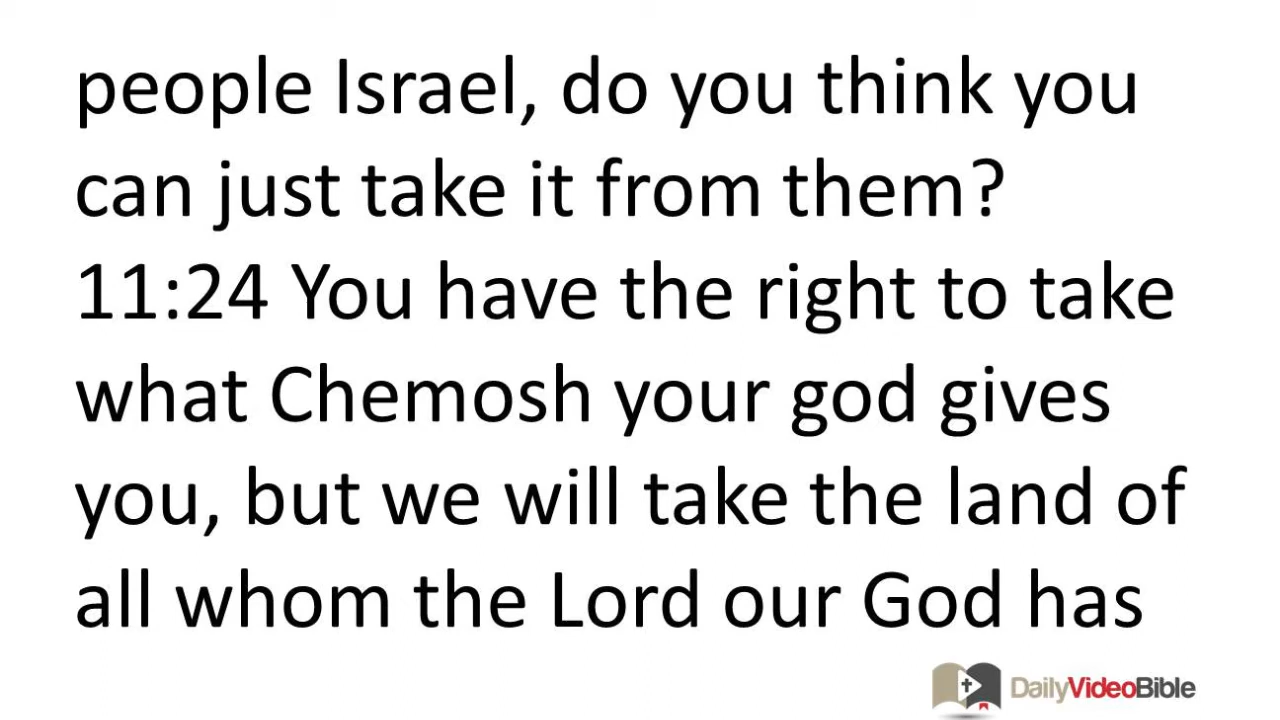 people Israel, do you think you
can just take it from them?
11:24 You have the right to take
what Chemosh your god gives
you, but we will take the land of
all whom the Lord our God has
DailyVideoBible